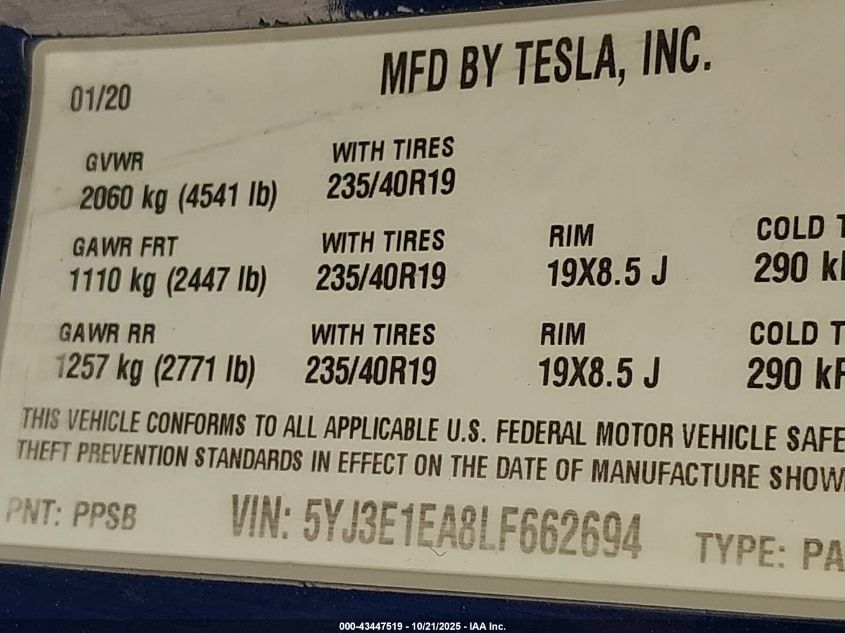 MFD BY TESLA, INC.
01/20
GVWR WITH TIRES
2060 kg (4541 lb) 235/40R19
GAWR FRT WITH TIRES RIM COLD T
1110 kg (2447 lb) 235/40R19 19X8.5 J 290 k
GAWR RR WITH TIRES RIM COLD T
1257 kg (2771 lb) 235/40R19 19X8.5 J 290 kP
THIS VEHICLE CONFORMS TO ALL APPLICABLE U.S. FEDERAL MOTOR VEHICLE SAFE
THEFT PREVENTION STANDARDS IN EFFECT ON THE DATE OF MANUFACTURE SHOW
PNT: PPSB VIN: 5YJ3E1EA8LF662694 TYPE: PA
000-43447519 - 10/21/2025 - IAA Inc.